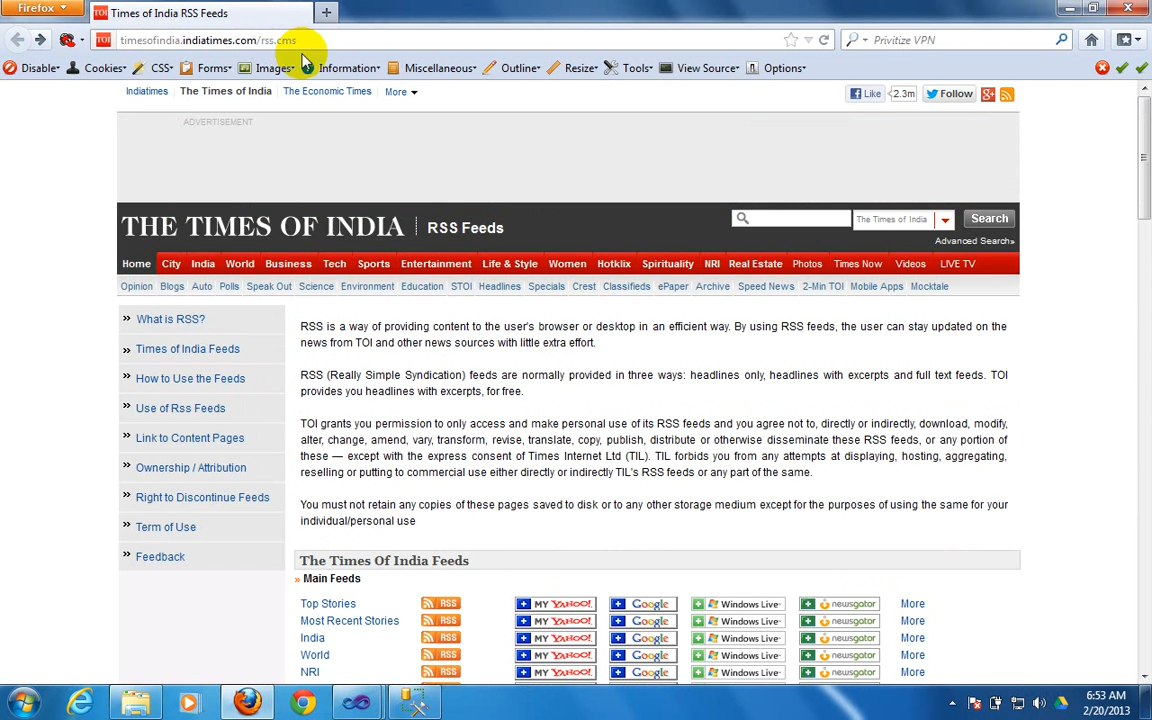 Firefox
TOI Times of India RSS Feeds
TOI timesofindia.indiatimes.com/rss.cms
Privitize VPN
Disable Cookies CSS Forms Images Information Miscellaneous Outline Resize Tools View Source Options
Indiatimes The Times of India The Economic Times More
Like 2.3m Follow
ADVERTISEMENT
THE TIMES OF INDIA RSS Feeds
The Times of India Search
Advanced Search»
Home City India World Business Tech Sports Entertainment Life & Style Women Hotklix Spirituality NRI Real Estate Photos Times Now Videos LIVE TV
Opinion Blogs Auto Polls Speak Out Science Environment Education STOI Headlines Specials Crest Classifieds ePaper Archive Speed News 2-Min TOI Mobile Apps Mocktale
» What is RSS?
» Times of India Feeds
» How to Use the Feeds
» Use of Rss Feeds
» Link to Content Pages
» Ownership / Attribution
» Right to Discontinue Feeds
» Term of Use
» Feedback
RSS is a way of providing content to the user's browser or desktop in an efficient way. By using RSS feeds, the user can stay updated on the
news from TOI and other news sources with little extra effort.
RSS (Really Simple Syndication) feeds are normally provided in three ways: headlines only, headlines with excerpts and full text feeds. TOI
provides you headlines with excerpts, for free.
TOI grants you permission to only access and make personal use of its RSS feeds and you agree not to, directly or indirectly, download, modify,
alter, change, amend, vary, transform, revise, translate, copy, publish, distribute or otherwise disseminate these RSS feeds, or any portion of
these — except with the express consent of Times Internet Ltd (TIL). TIL forbids you from any attempts at displaying, hosting, aggregating,
reselling or putting to commercial use either directly or indirectly TIL's RSS feeds or any part of the same.
You must not retain any copies of these pages saved to disk or to any other storage medium except for the purposes of using the same for your
individual/personal use
The Times Of India Feeds
» Main Feeds
Top Stories RSS MY YAHOO! Google Windows Live newsgator More
Most Recent Stories RSS MY YAHOO! Google Windows Live newsgator More
India RSS MY YAHOO! Google Windows Live newsgator More
World RSS MY YAHOO! Google Windows Live newsgator More
NRI RSS MY YAHOO! Google Windows Live newsgator More
6:53 AM
2/20/2013